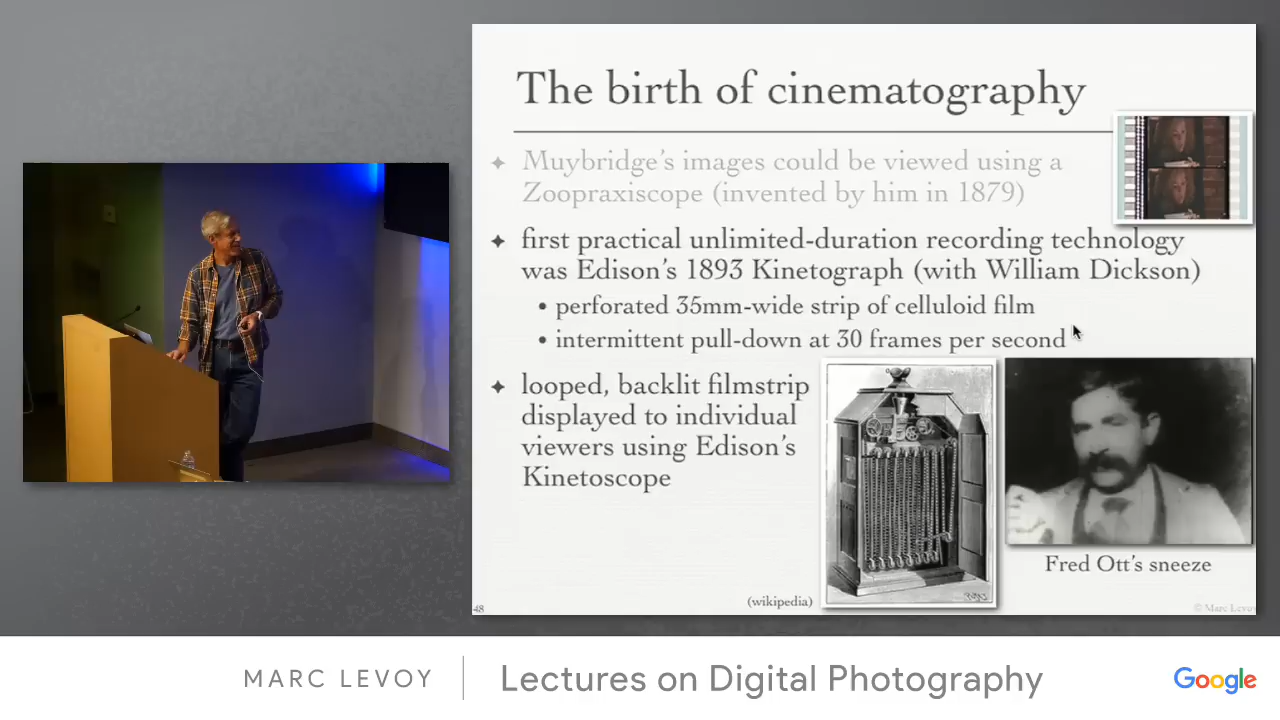 The birth of cinematography
✦ Muybridge's images could be viewed using a
Zoopraxiscope (invented by him in 1879)
✦ first practical unlimited-duration recording technology
was Edison's 1893 Kinetograph (with William Dickson)
• perforated 35mm-wide strip of celluloid film
• intermittent pull-down at 30 frames per second
✦ looped, backlit filmstrip
displayed to individual
viewers using Edison's
Kinetoscope
Fred Ott's sneeze
(wikipedia)
48
© Marc Levoy
MARC LEVOY
Lectures on Digital Photography
Google